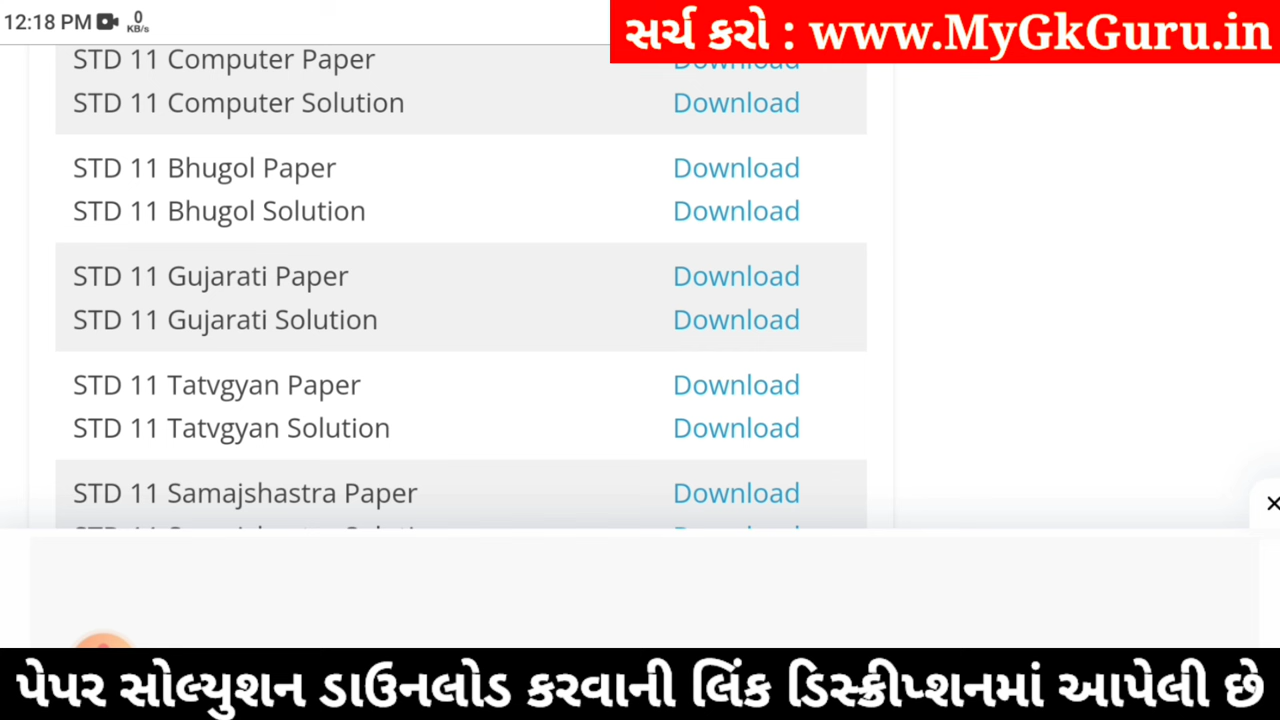 12:18 PM 0 KB/s
સર્ચ કરો : www.MyGkGuru.in
STD 11 Computer Paper Download
STD 11 Computer Solution Download
STD 11 Bhugol Paper Download
STD 11 Bhugol Solution Download
STD 11 Gujarati Paper Download
STD 11 Gujarati Solution Download
STD 11 Tatvgyan Paper Download
STD 11 Tatvgyan Solution Download
STD 11 Samajshastra Paper Download
પેપર સોલ્યુશન ડાઉનલોડ કરવાની લિંક ડિસ્ક્રીપ્શનમાં આપેલી છે